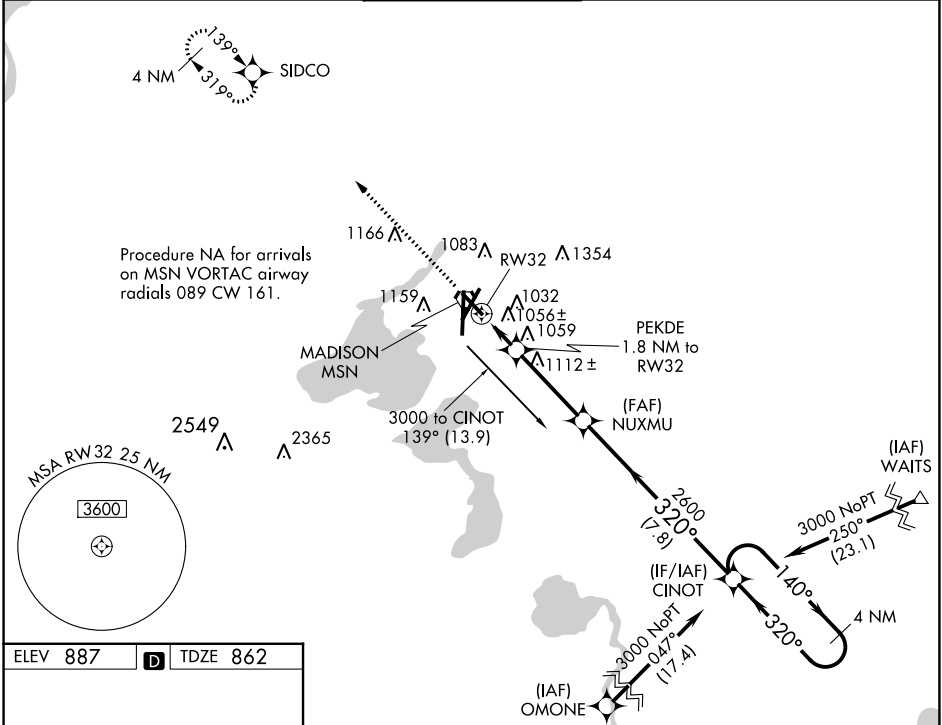 139°
4 NM
319°
SIDCO
1166
1083
RW32
1354
Procedure NA for arrivals
on MSN VORTAC airway
radials 089 CW 161.
1159
1032
1056±
1059
PEKDE
1.8 NM to
RW32
MADISON
MSN
1112±
3000 to CINOT
139° (13.9)
(FAF)
NUXMU
2549
2365
MSA RW32 25 NM
3600
(IAF)
WAITS
2600
320°
(7.8)
3000 NoPT
250°
(23.1)
(IF/IAF)
CINOT
140°
320°
4 NM
3000 NoPT
047°
(17.4)
(IAF)
OMONE
ELEV 887 D TDZE 862